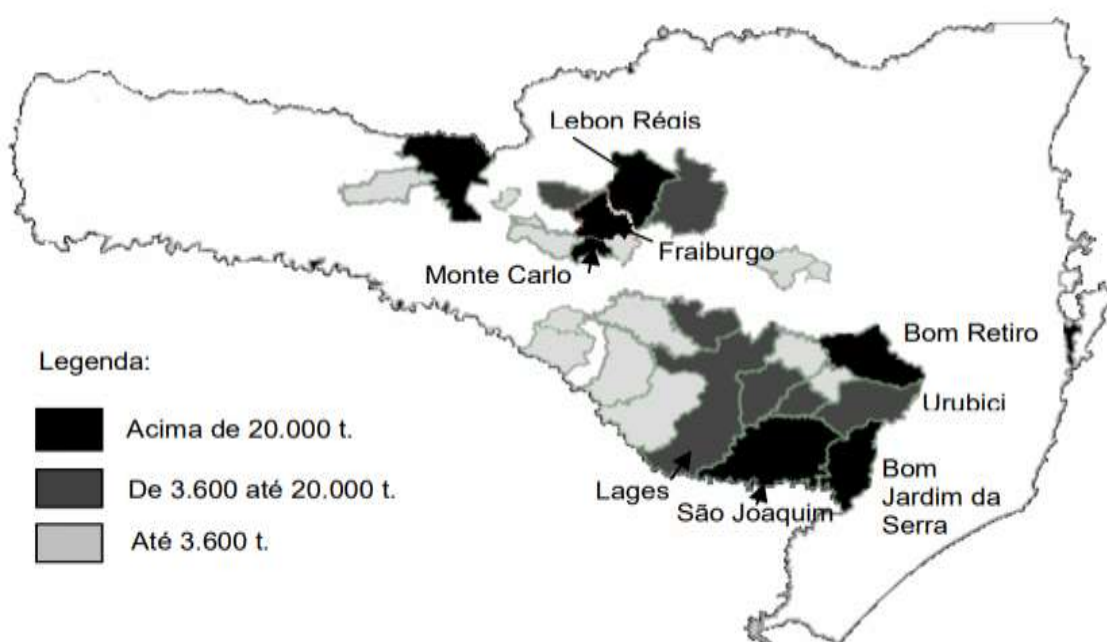 Lebon Régis
Fraiburgo
Monte Carlo
Bom Retiro
Legenda:
Urubici
Acima de 20.000 t.
Bom
Jardim da
Serra
Lages
São Joaquim
De 3.600 até 20.000 t.
Até 3.600 t.